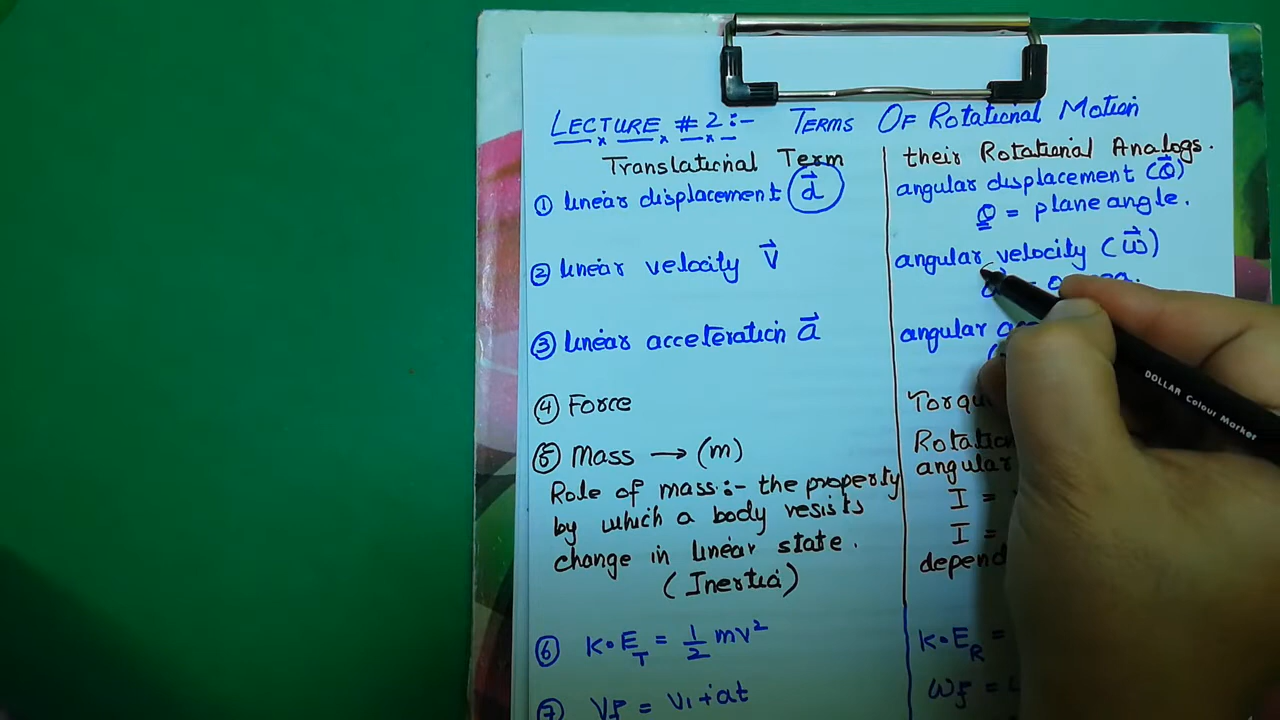 LECTURE # 2 :- TERMS OF Rotational Motion
Translational Term
their Rotational Analogs.
① linear displacement (d⃗)
angular displacement (θ⃗)
θ = plane angle.
② linear velocity V⃗
angular velocity (ω⃗)
③ linear acceleration a⃗
angular
④ Force
⑤ Mass → (m)
Role of mass :- the property
by which a body resists
change in linear state.
(Inertia)
angular
I =
I =
⑥ K.E_T = 1/2 mv²
K.E_R =
⑦ Vf = Vi + at
ωf =
DOLLAR Colour Marker